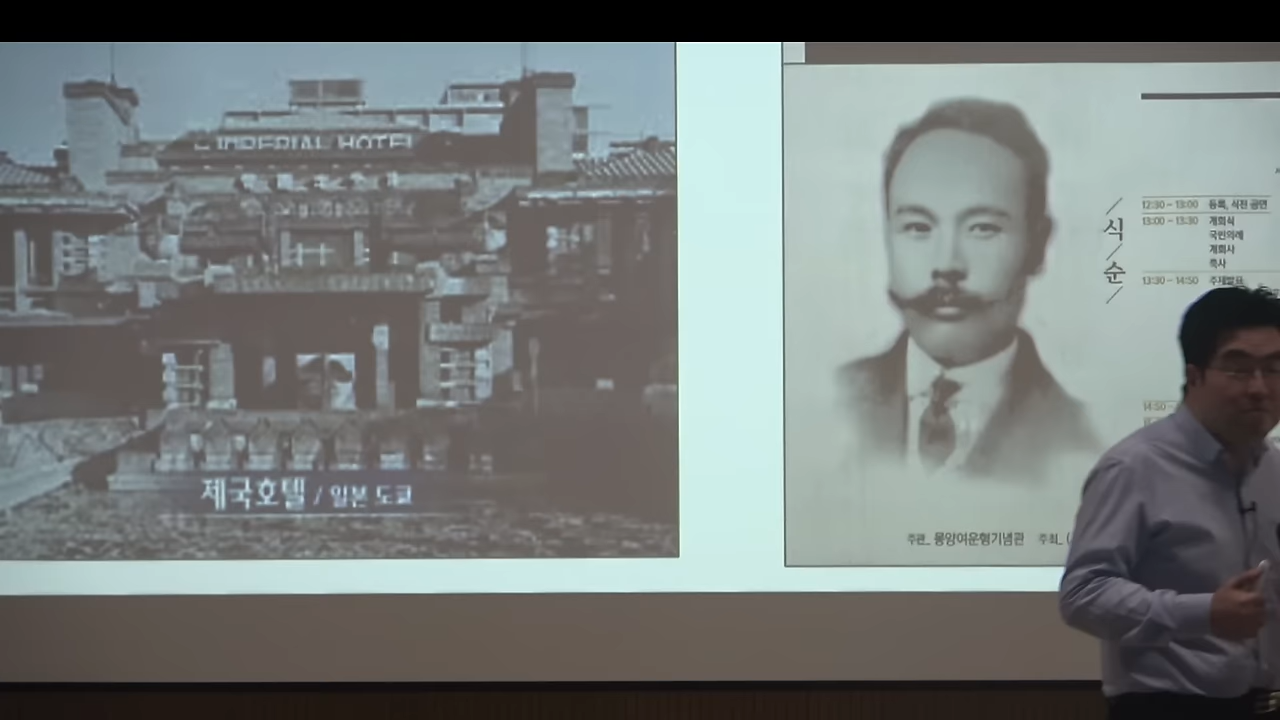 IMPERIAL HOTEL
제국호텔 / 일본 도쿄
식순
12:30 - 13:00 등록, 식전 공연
13:00 - 13:30 개회식
국민의례
개회사
축사
13:30 - 14:50 주제발표
14:50 -
주관_ 몽양여운형기념관 주최_ (